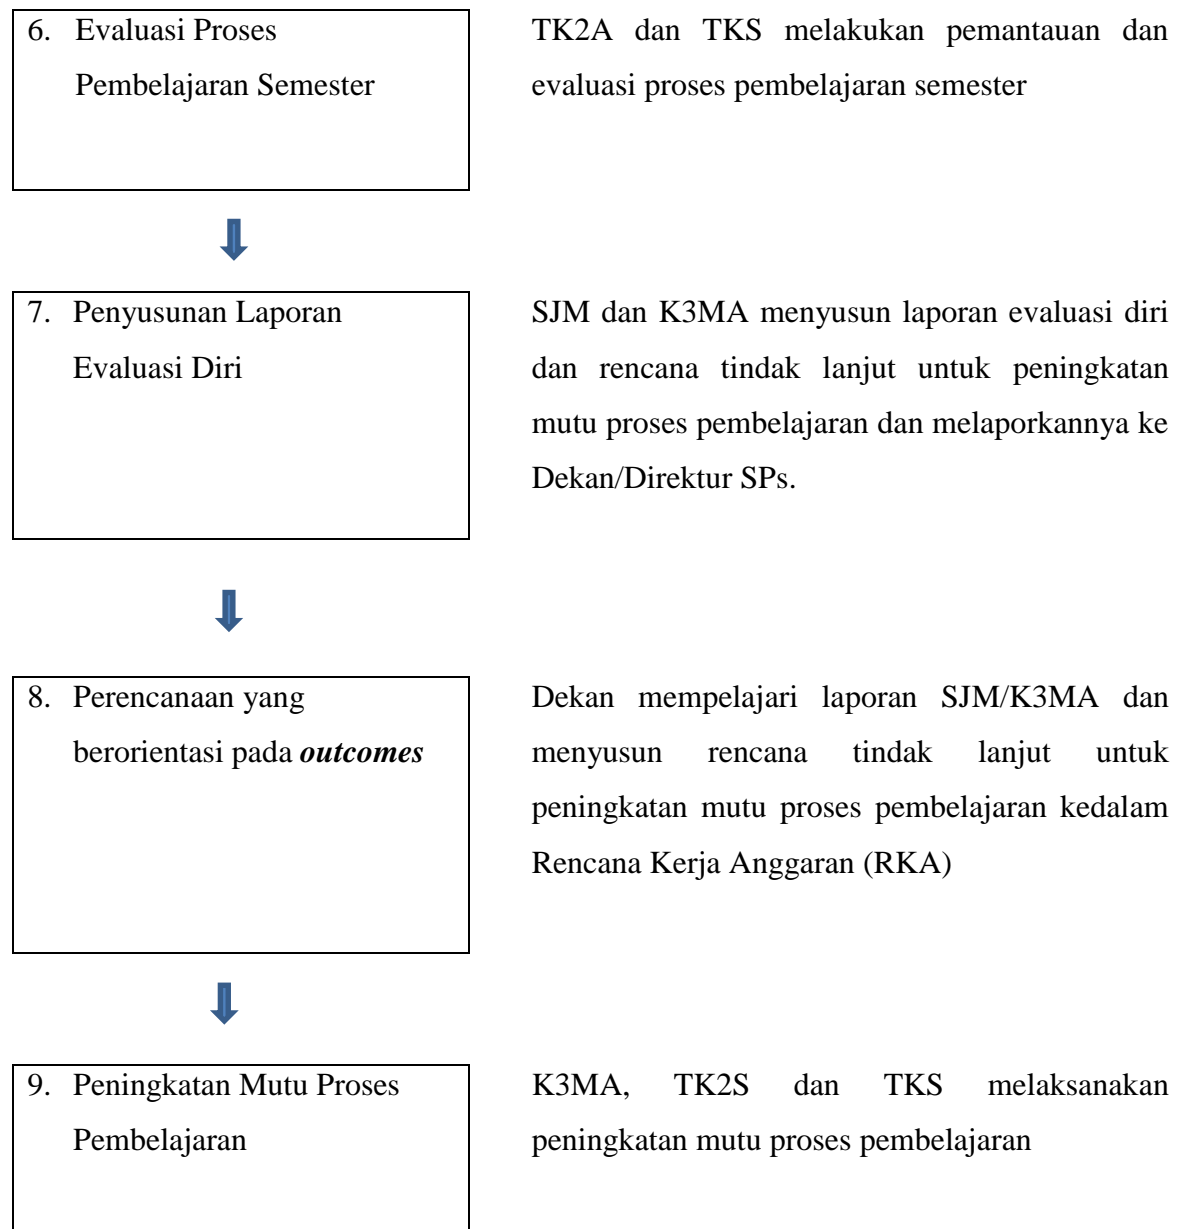 6. Evaluasi Proses
Pembelajaran Semester
TK2A dan TKS melakukan pemantauan dan
evaluasi proses pembelajaran semester
7. Penyusunan Laporan
Evaluasi Diri
SJM dan K3MA menyusun laporan evaluasi diri
dan rencana tindak lanjut untuk peningkatan
mutu proses pembelajaran dan melaporkannya ke
Dekan/Direktur SPs.
8. Perencanaan yang
berorientasi pada outcomes
Dekan mempelajari laporan SJM/K3MA dan
menyusun rencana tindak lanjut untuk
peningkatan mutu proses pembelajaran kedalam
Rencana Kerja Anggaran (RKA)
9. Peningkatan Mutu Proses
Pembelajaran
K3MA, TK2S dan TKS melaksanakan
peningkatan mutu proses pembelajaran